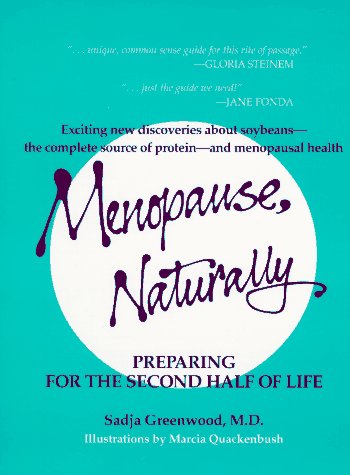 "... unique, common sense guide for this rite of passage."
—GLORIA STEINEM
"... just the guide we need!"
—JANE FONDA
Exciting new discoveries about soybeans—
the complete source of protein—and menopausal health
Menopause,
Naturally
PREPARING
FOR THE SECOND HALF OF LIFE
Sadja Greenwood, M.D.
Illustrations by Marcia Quackenbush